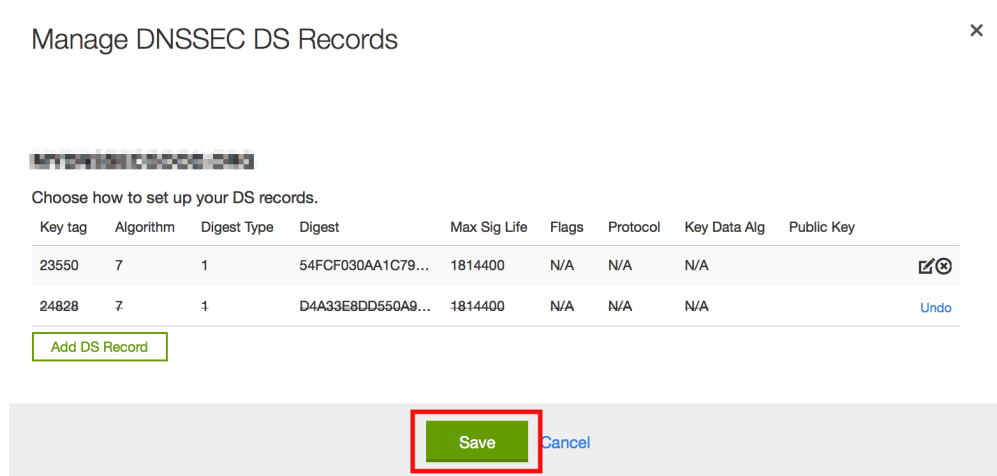 Manage DNSSEC DS Records
Choose how to set up your DS records.
Key tag Algorithm Digest Type Digest Max Sig Life Flags Protocol Key Data Alg Public Key
23550 7 1 54FCF030AA1C79... 1814400 N/A N/A N/A
24828 7 1 D4A33E8DD550A9... 1814400 N/A N/A N/A Undo
Add DS Record
Save Cancel